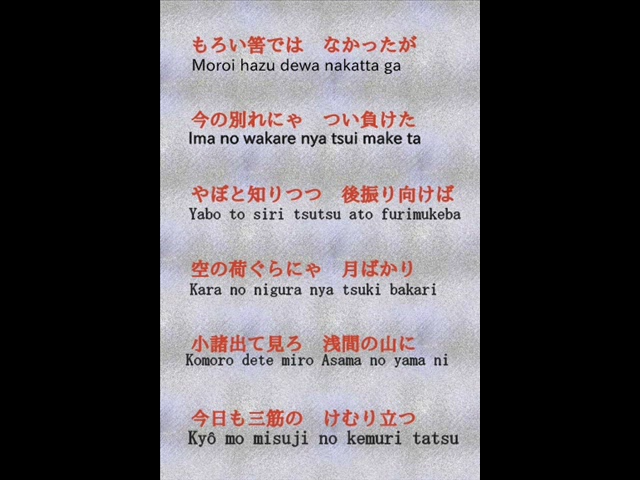 もろい筈では　なかったが
Moroi hazu dewa nakatta ga
今の別れにゃ　つい負けた
Ima no wakare nya tsui make ta
やぼと知りつつ　後振り向けば
Yabo to siri tsutsu ato furimukeba
空の荷ぐらにゃ　月ばかり
Kara no nigura nya tsuki bakari
小諸出て見ろ　浅間の山に
Komoro dete miro Asama no yama ni
今日も三筋の　けむり立つ
Kyô mo misuji no kemuri tatsu